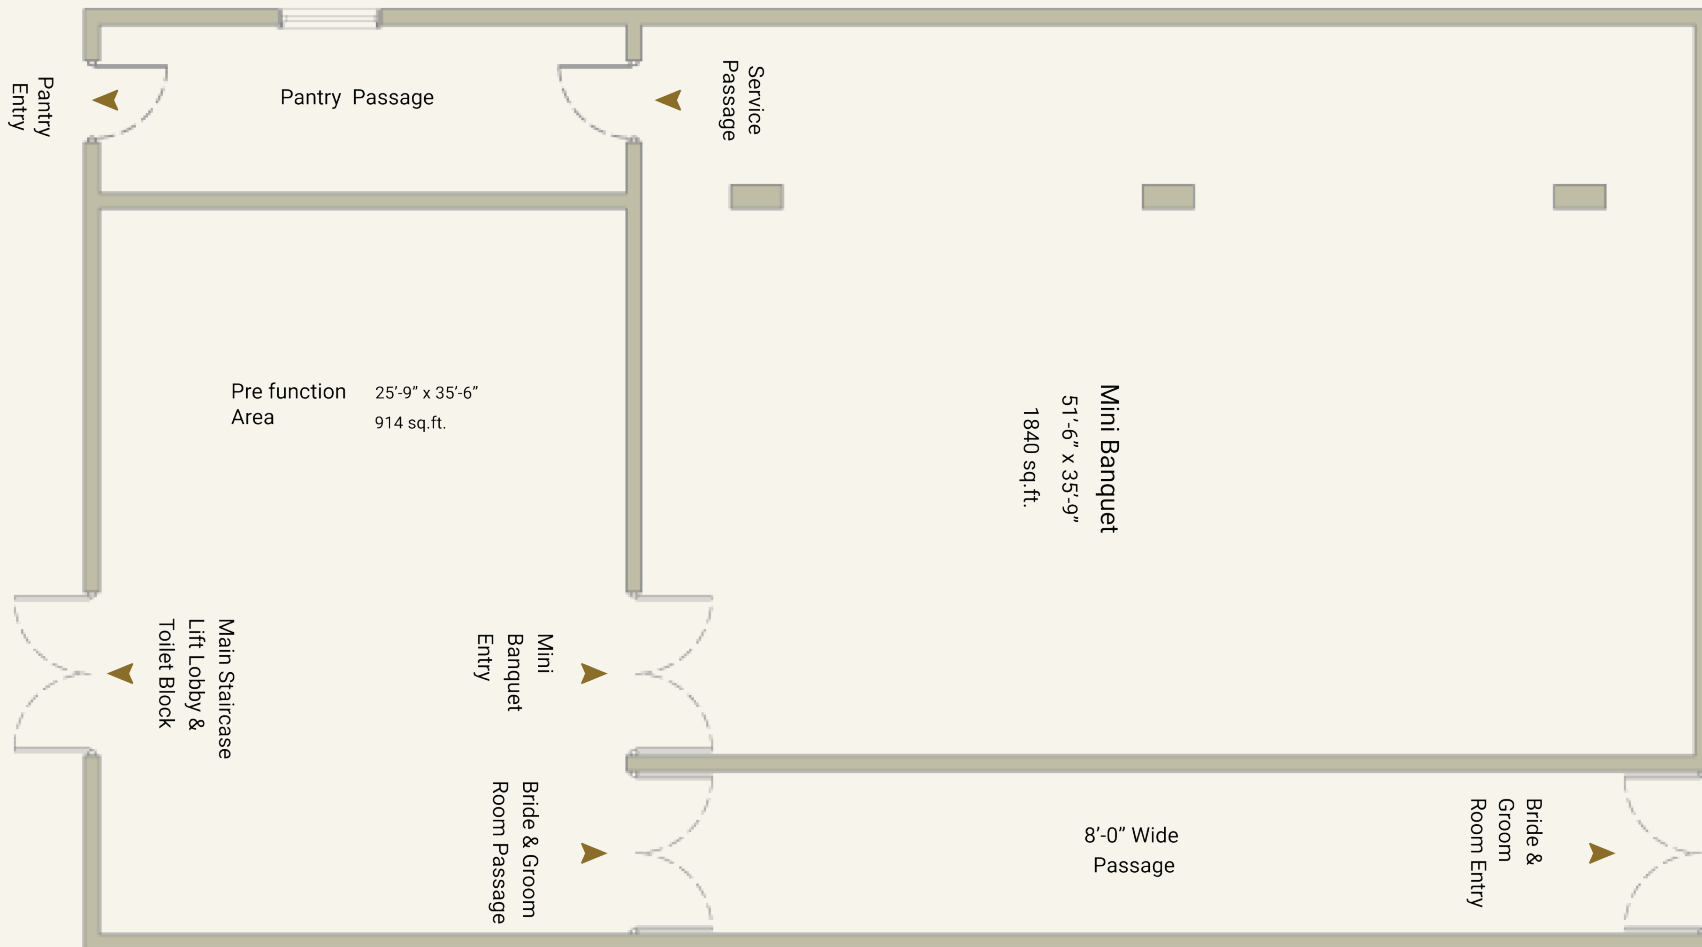 Pantry
Entry
Pantry Passage
Service
Passage
Pre function
Area
25’-9” x 35’-6”
914 sq.ft.
Mini Banquet
51’-6” x 35’-9”
1840 sq.ft.
Main Staircase
Lift Lobby &
Toilet Block
Mini
Banquet
Entry
Bride & Groom
Room Passage
8’-0” Wide
Passage
Bride &
Groom
Room Entry